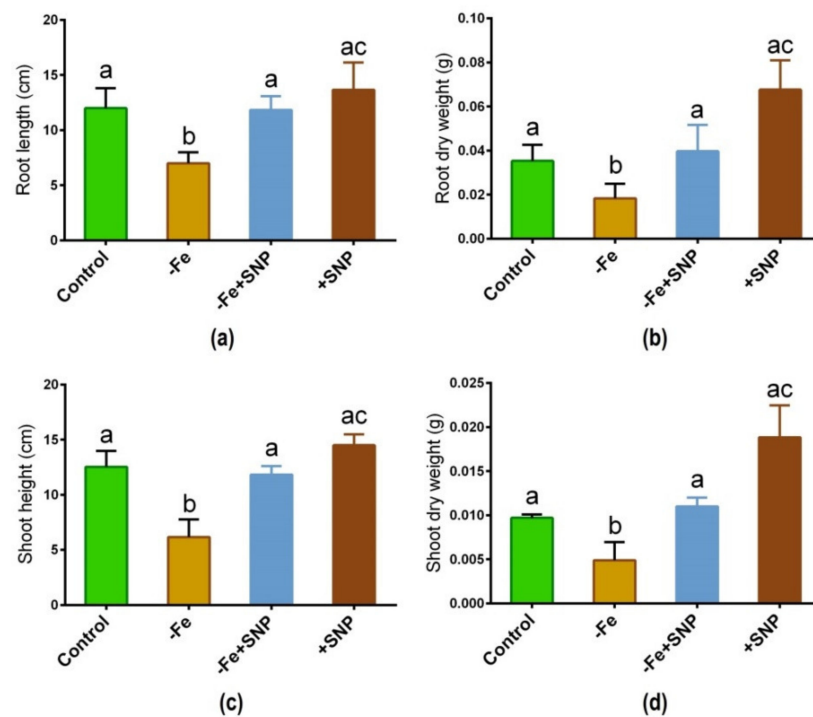 Root length (cm)
20
15
10
5
0
a
b
a
ac
Control
-Fe
-Fe+SNP
+SNP
(a)
Root dry weight (g)
0.10
0.08
0.06
0.04
0.02
0.00
a
b
a
ac
Control
-Fe
-Fe+SNP
+SNP
(b)
Shoot height (cm)
20
15
10
5
0
a
b
a
ac
Control
-Fe
-Fe+SNP
+SNP
(c)
Shoot dry weight (g)
0.025
0.020
0.015
0.010
0.005
0.000
a
b
a
ac
Control
-Fe
-Fe+SNP
+SNP
(d)